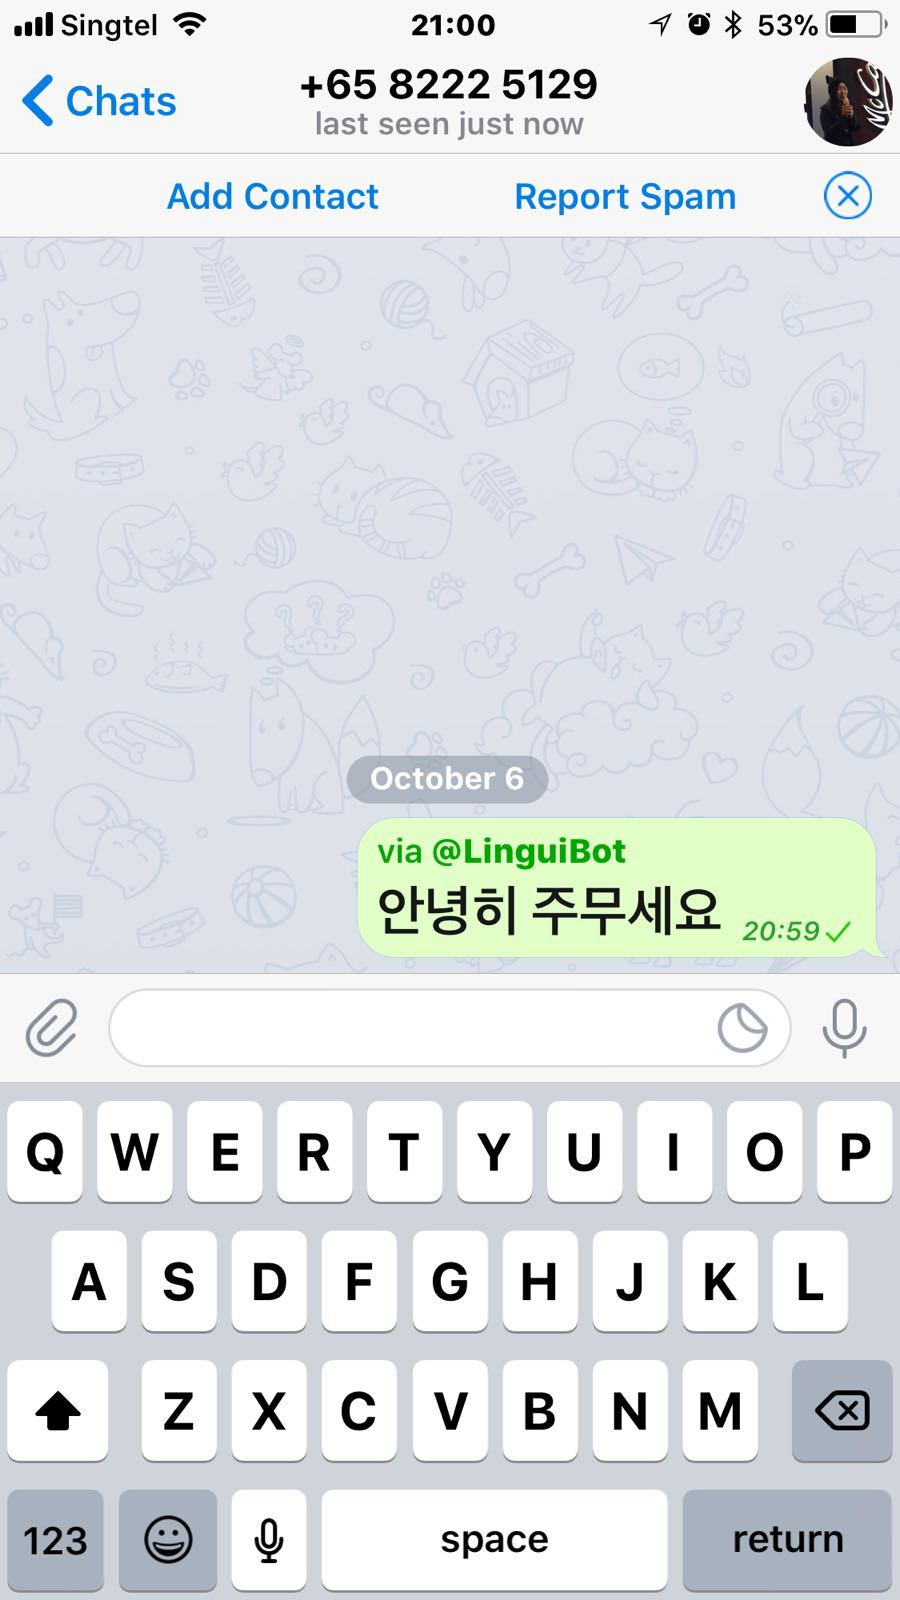 Singtel 21:00 53%
Chats +65 8222 5129
last seen just now
McCa
Add Contact Report Spam
October 6
via @LinguiBot
안녕히 주무세요 20:59
Q W E R T Y U I O P
A S D F G H J K L
Z X C V B N M
123 space return